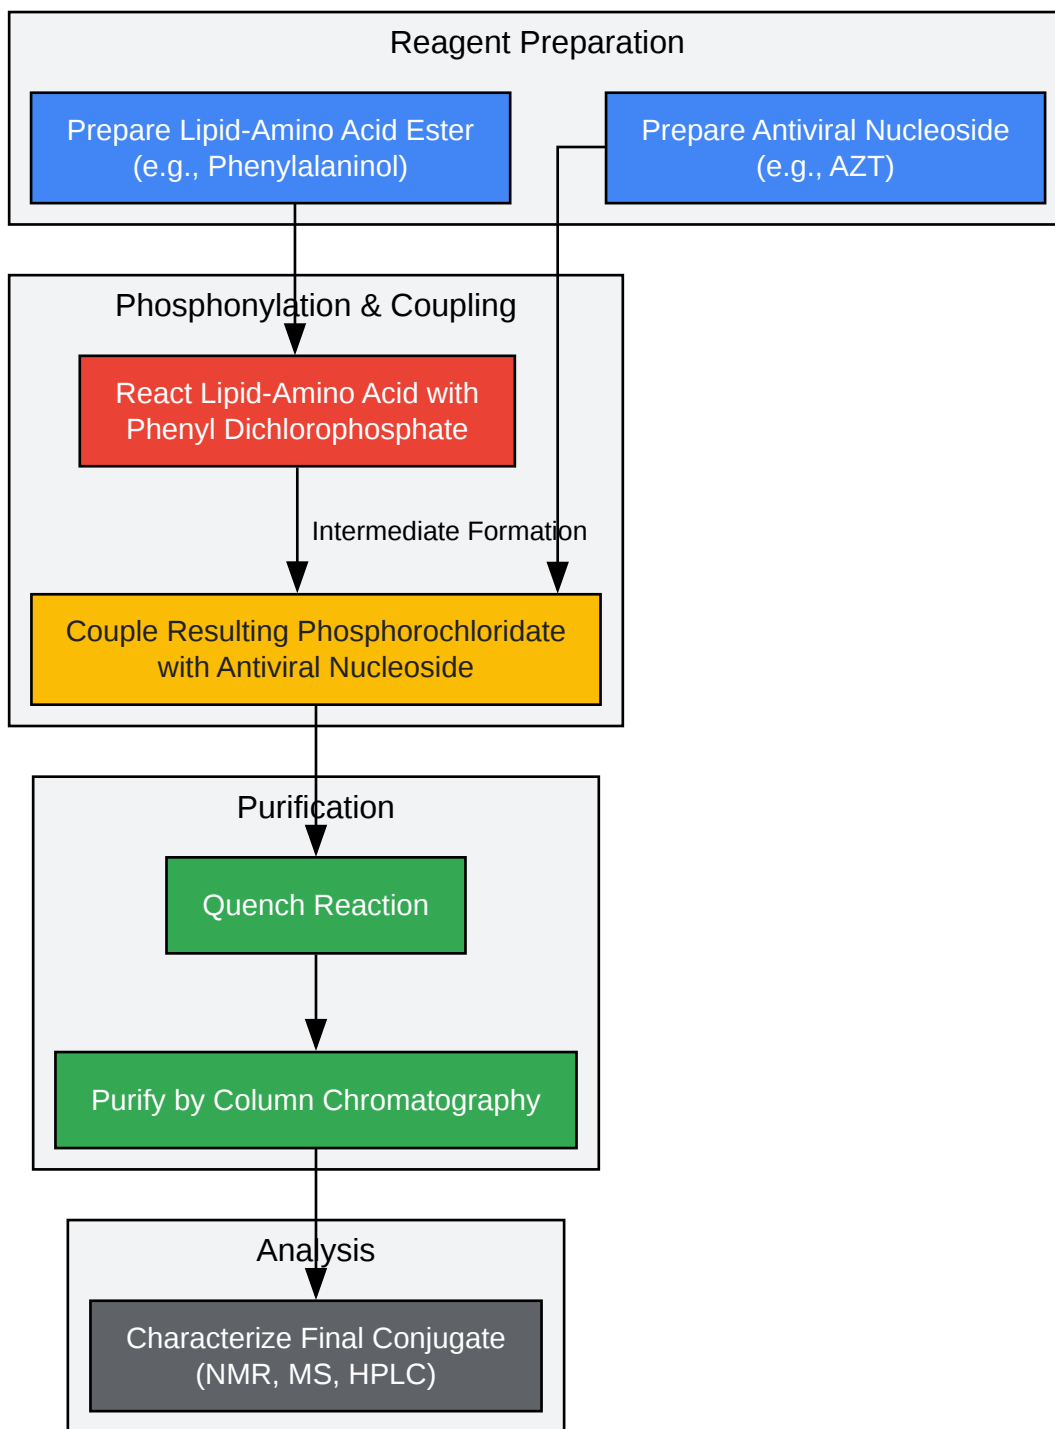 Reagent Preparation
Prepare Lipid-Amino Acid Ester
(e.g., Phenylalaninol)
Prepare Antiviral Nucleoside
(e.g., AZT)
Phosphonylation & Coupling
React Lipid-Amino Acid with
Phenyl Dichlorophosphate
Intermediate Formation
Couple Resulting Phosphorochloridate
with Antiviral Nucleoside
Purification
Quench Reaction
Purify by Column Chromatography
Analysis
Characterize Final Conjugate
(NMR, MS, HPLC)